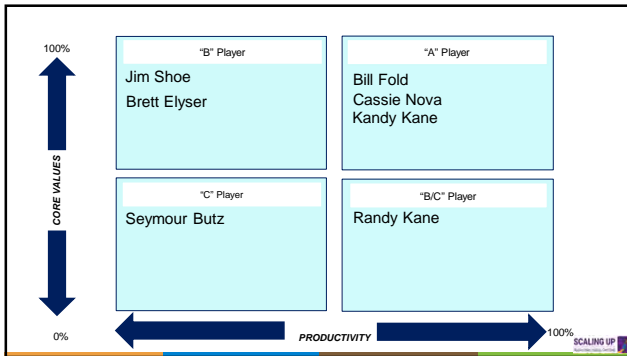 100%
"B" Player
"A" Player
Jim Shoe
Brett Elyser
Bill Fold
Cassie Nova
Kandy Kane
CORE VALUES
"C" Player
"B/C" Player
Seymour Butz
Randy Kane
0%
PRODUCTIVITY
100%
SCALING UP